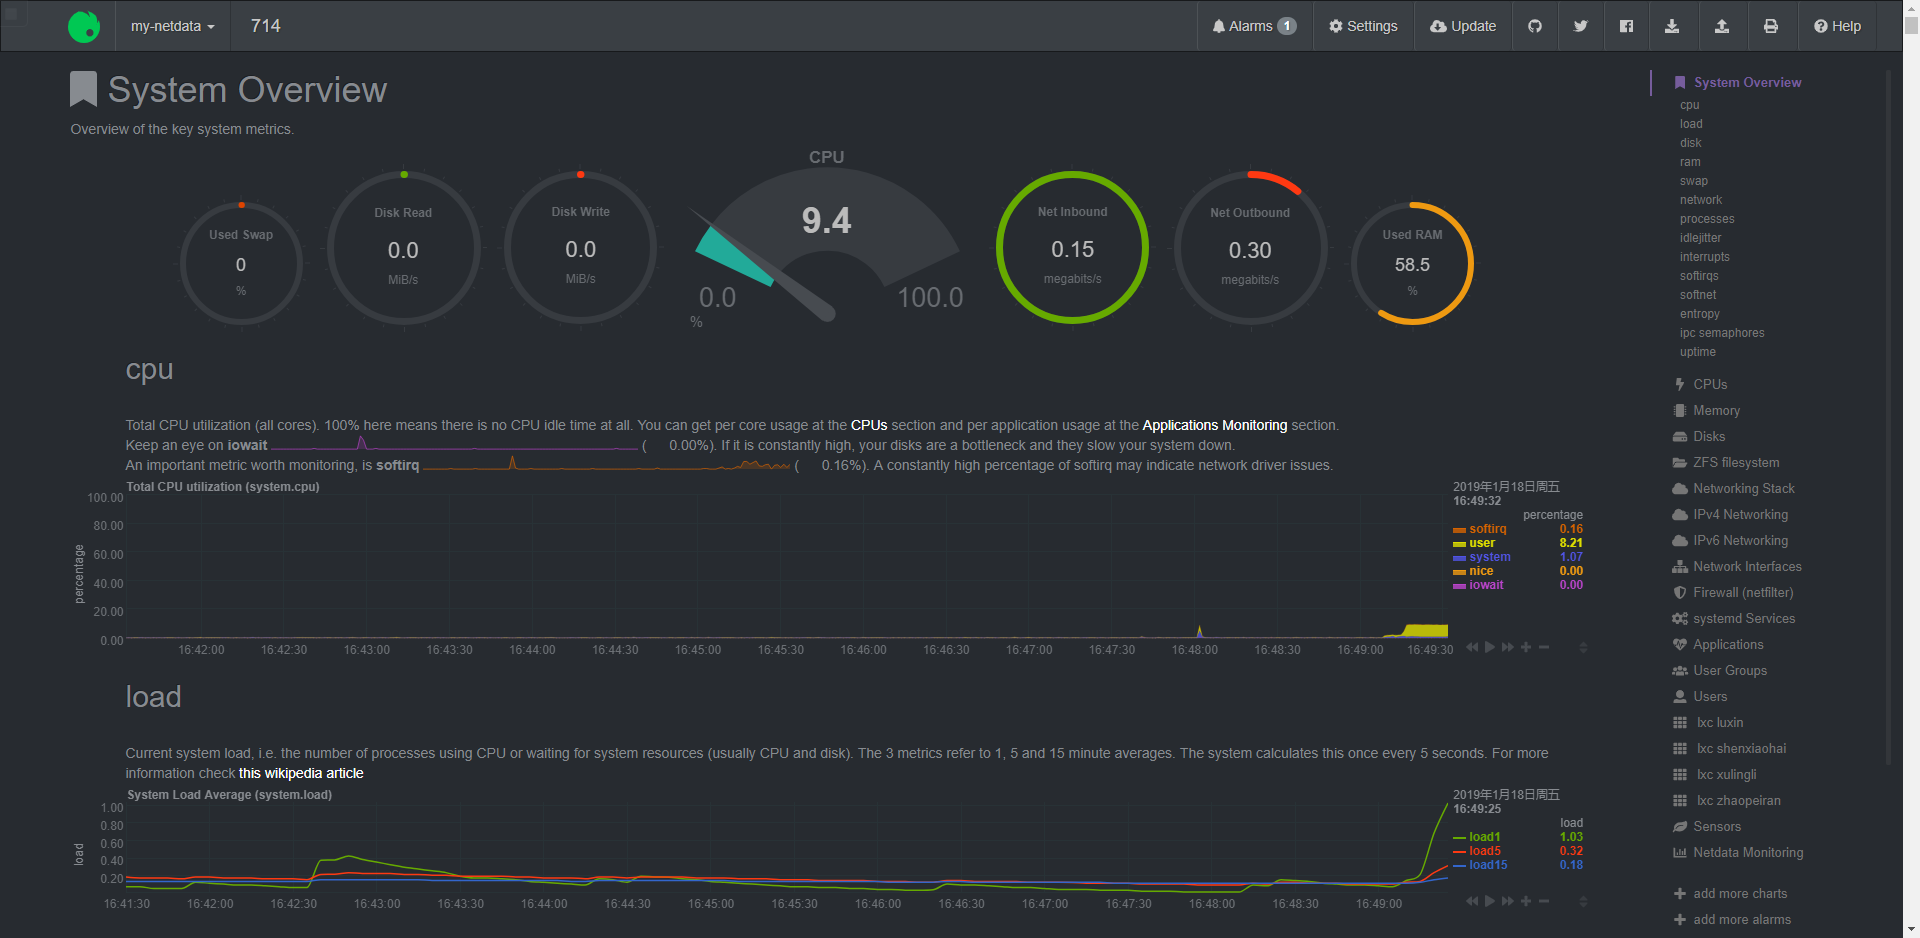 my-netdata
714
Alarms 1
Settings
Update
Help
System Overview
Overview of the key system metrics.
Used Swap
0
%
Disk Read
0.0
MiB/s
Disk Write
0.0
MiB/s
CPU
9.4
0.0
100.0
%
Net Inbound
0.15
megabits/s
Net Outbound
0.30
megabits/s
Used RAM
58.5
%
cpu
Total CPU utilization (all cores). 100% here means there is no CPU idle time at all. You can get per core usage at the CPUs section and per application usage at the Applications Monitoring section.
Keep an eye on iowait ( 0.00%). If it is constantly high, your disks are a bottleneck and they slow your system down.
An important metric worth monitoring, is softirq ( 0.16%). A constantly high percentage of softirq may indicate network driver issues.
Total CPU utilization (system.cpu)
percentage
100.00
80.00
60.00
40.00
20.00
0.00
16:42:00 16:42:30 16:43:00 16:43:30 16:44:00 16:44:30 16:45:00 16:45:30 16:46:00 16:46:30 16:47:00 16:47:30 16:48:00 16:48:30 16:49:00 16:49:30
2019年1月18日周五
16:49:32
percentage
softirq 0.16
user 8.21
system 1.07
nice 0.00
iowait 0.00
load
Current system load, i.e. the number of processes using CPU or waiting for system resources (usually CPU and disk). The 3 metrics refer to 1, 5 and 15 minute averages. The system calculates this once every 5 seconds. For more
information check this wikipedia article
System Load Average (system.load)
load
1.00
0.80
0.60
0.40
0.20
16:41:30 16:42:00 16:42:30 16:43:00 16:43:30 16:44:00 16:44:30 16:45:00 16:45:30 16:46:00 16:46:30 16:47:00 16:47:30 16:48:00 16:48:30 16:49:00
2019年1月18日周五
16:49:25
load
load1 1.03
load5 0.32
load15 0.18
System Overview
cpu
load
disk
ram
swap
network
processes
idlejitter
interrupts
softirqs
softnet
entropy
ipc semaphores
uptime
CPUs
Memory
Disks
ZFS filesystem
Networking Stack
IPv4 Networking
IPv6 Networking
Network Interfaces
Firewall (netfilter)
systemd Services
Applications
User Groups
Users
lxc luxin
lxc shenxiaohai
lxc xulingli
lxc zhaopeiran
Sensors
Netdata Monitoring
add more charts
add more alarms